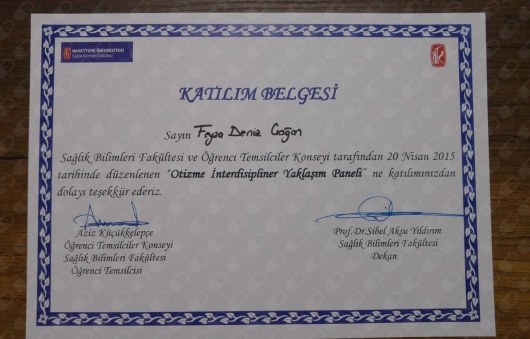 HACETTEPE ÜNİVERSİTESİ
Sağlık Bilimleri Fakültesi
KATILIM BELGESİ
Sayın Feyza Deniz
Sağlık Bilimleri Fakültesi ve Öğrenci Temsilciler Konseyi tarafından 20 Nisan 2015
tarihinde düzenlenen "Otizme İnterdisipliner Yaklaşım Paneli" ne katılımınızdan
dolayı teşekkür ederiz.
Aziz Küçükkelepçe
Öğrenci Temsilciler Konseyi
Sağlık Bilimleri Fakültesi
Öğrenci Temsilcisi
Prof.Dr.Sibel Aksu Yıldırım
Sağlık Bilimleri Fakültesi
Dekan